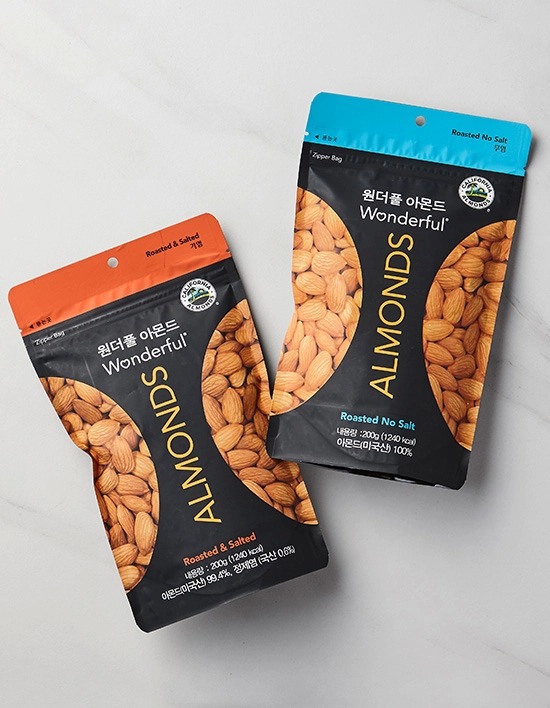 Roasted & Salted
가염
Zipper Bag
CALIFORNIA
ALMONDS
원더풀 아몬드
Wonderful®
ALMONDS
Roasted & Salted
내용량 : 200g (1240 kcal)
아몬드(미국산) 99.4%, 정제염 (국산 0.6%)
Roasted No Salt
무염
Zipper Bag
CALIFORNIA
ALMONDS
원더풀 아몬드
Wonderful®
ALMONDS
Roasted No Salt
내용량 : 200g (1240 kcal)
아몬드(미국산) 100%